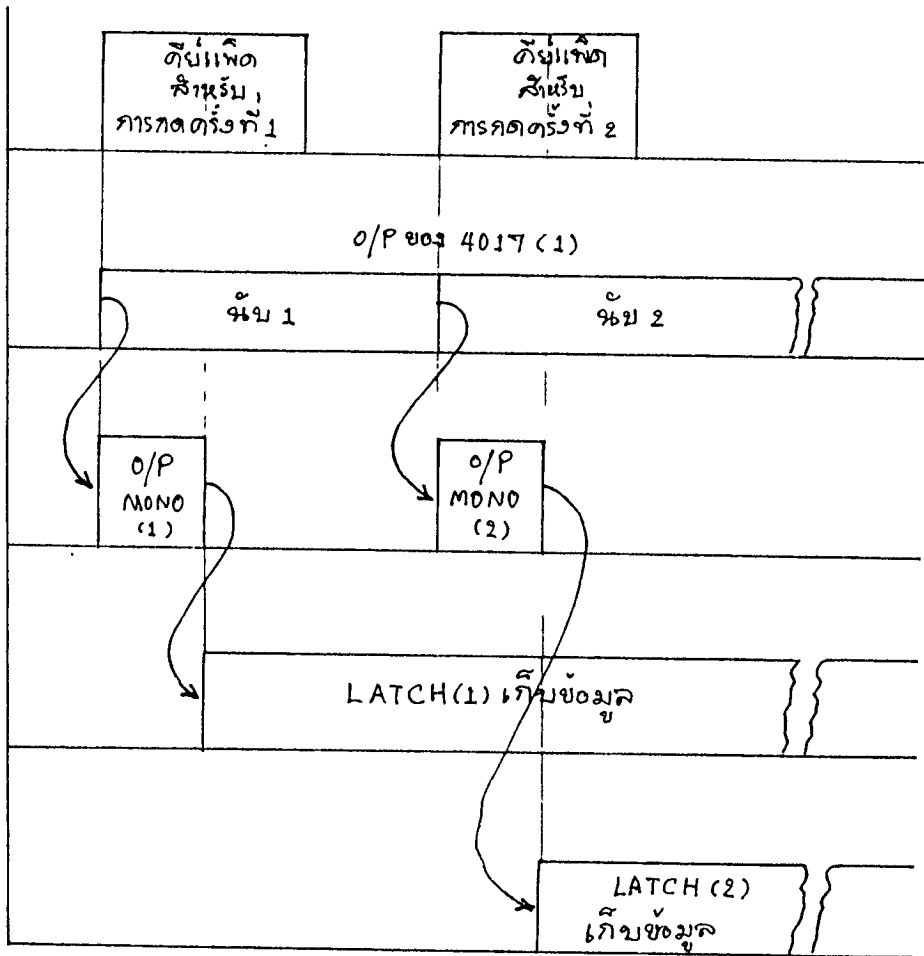 คีย์แพ็ด
สำหรับ
การกดครั้งที่ 1
คีย์แพ็ด
สำหรับ
การกดครั้งที่ 2
O/P ของ 4017 (1)
นับ 1
นับ 2
O/P
MONO
(1)
O/P
MONO
(2)
LATCH(1) เก็บข้อมูล
LATCH (2)
เก็บข้อมูล